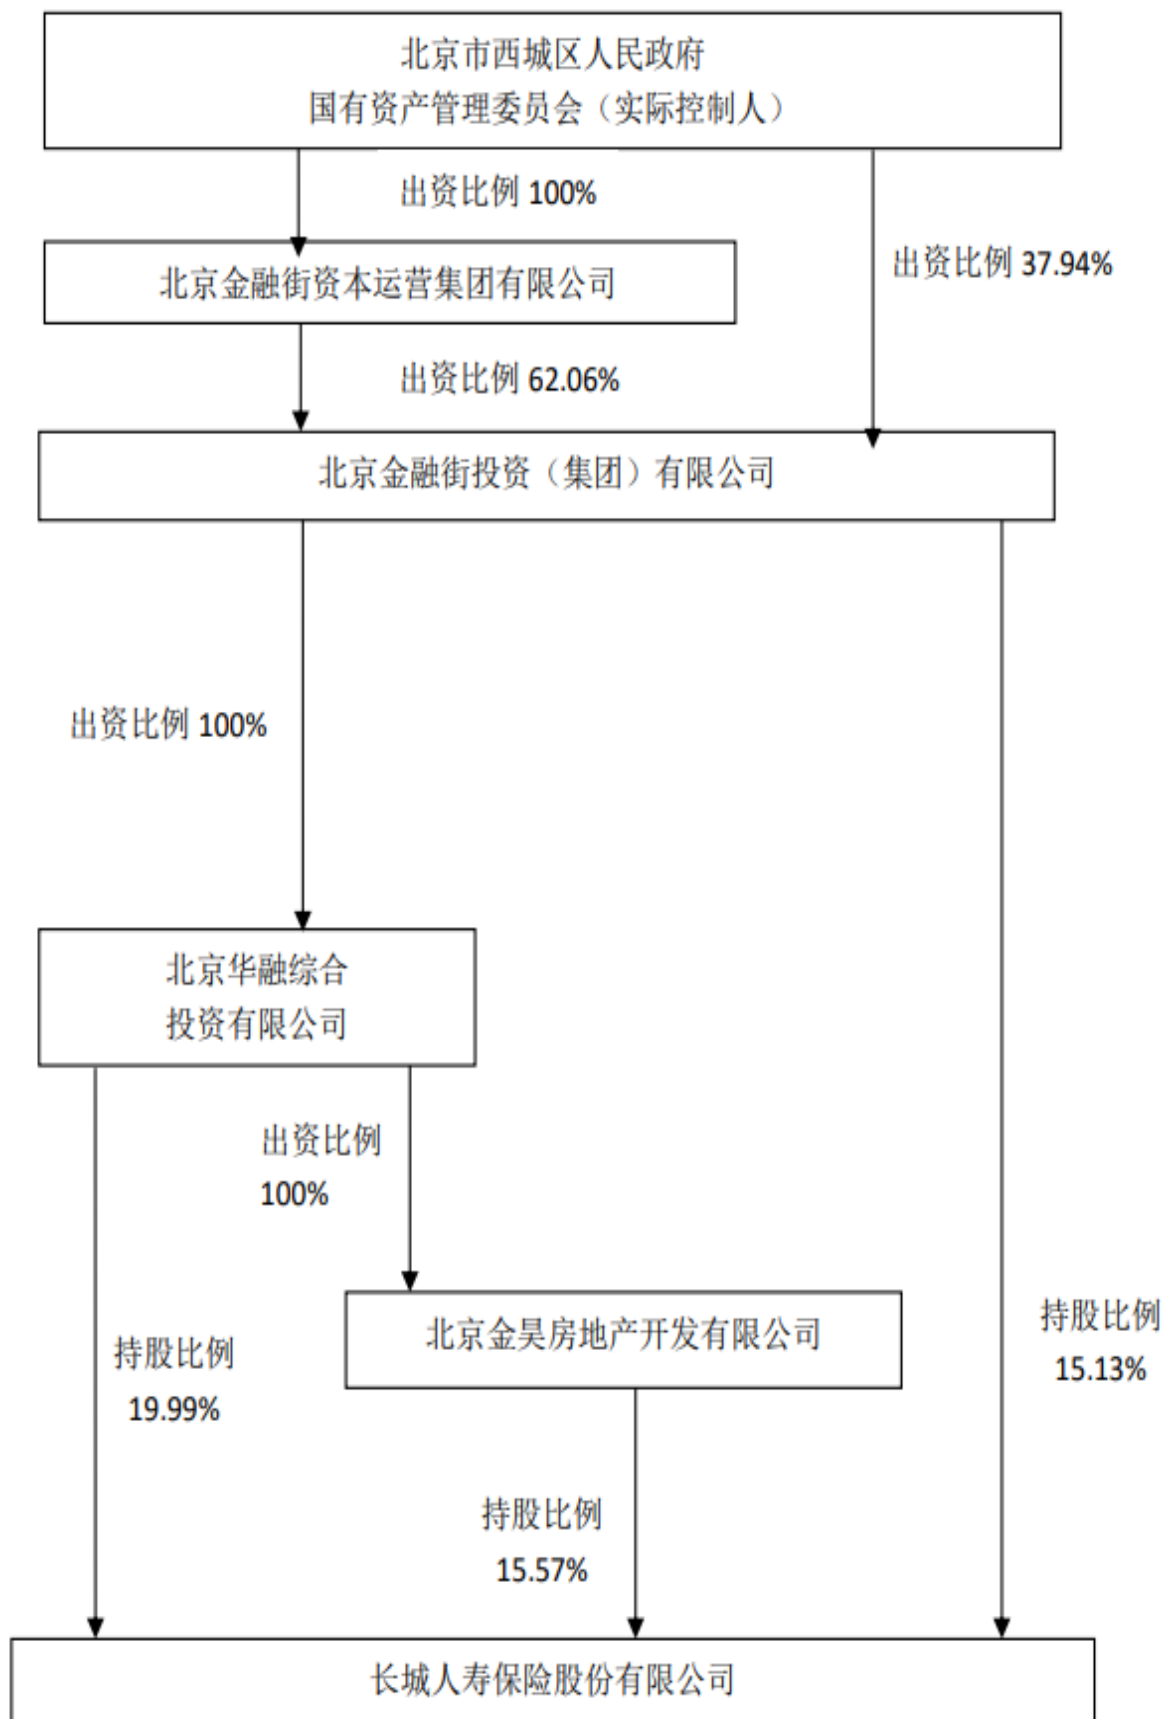 北京市西城区人民政府
国有资产管理委员会（实际控制人）
出资比例 100%
出资比例 37.94%
北京金融街资本运营集团有限公司
出资比例 62.06%
北京金融街投资（集团）有限公司
出资比例 100%
北京华融综合
投资有限公司
出资比例
100%
持股比例
15.13%
北京金昊房地产开发有限公司
持股比例
19.99%
持股比例
15.57%
长城人寿保险股份有限公司